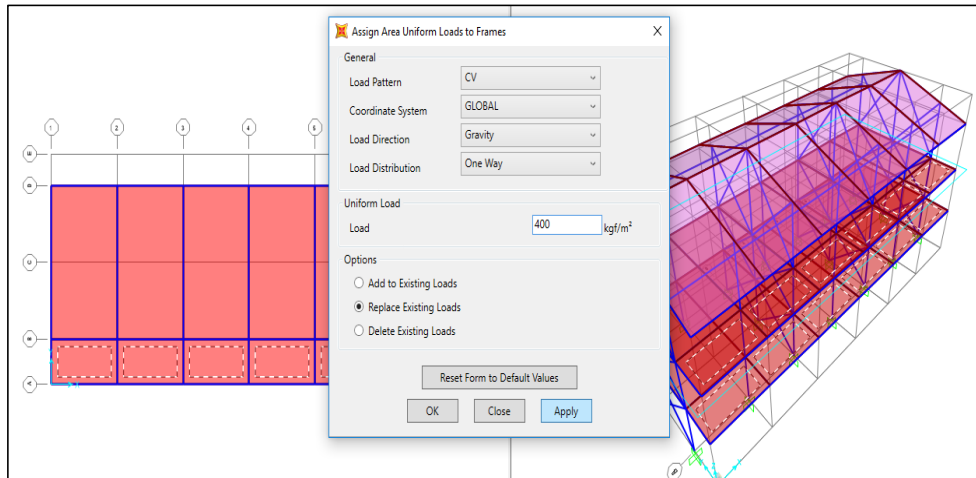 Assign Area Uniform Loads to Frames
X
General
Load Pattern CV
Coordinate System GLOBAL
Load Direction Gravity
Load Distribution One Way
Uniform Load
Load 400 kgf/m²
Options
Add to Existing Loads
Replace Existing Loads
Delete Existing Loads
Reset Form to Default Values
OK Close Apply
1 2 3 4 5
E
D
C
B
A